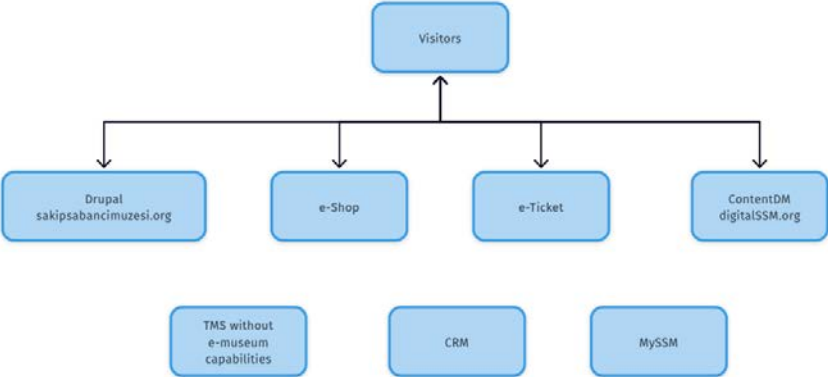 Visitors
Drupal
sakipsabancimuzesi.org
e-Shop
e-Ticket
ContentDM
digitalSSM.org
TMS without
e-museum
capabilities
CRM
MySSM